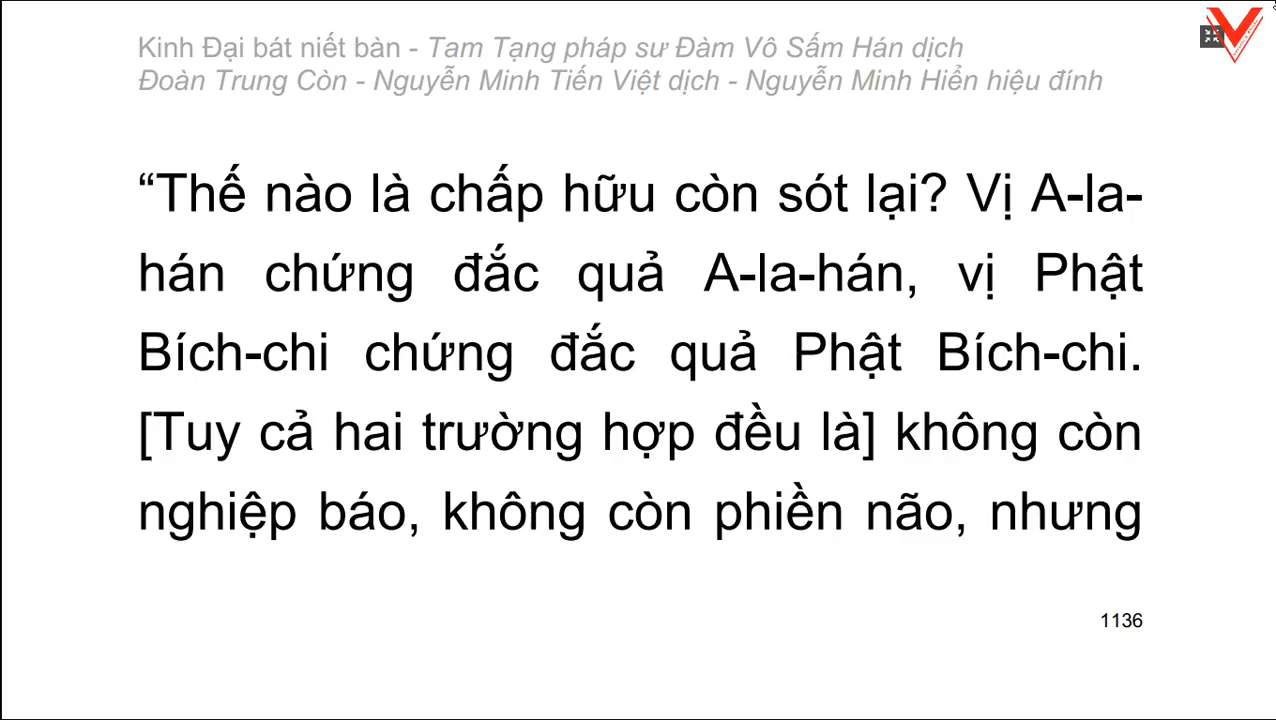 Kinh Đại bát niết bàn - Tam Tạng pháp sư Đàm Vô Sấm Hán dịch
Đoàn Trung Còn - Nguyễn Minh Tiến Việt dịch - Nguyễn Minh Hiển hiệu đính
“Thế nào là chấp hữu còn sót lại? Vị A-la-
hán chứng đắc quả A-la-hán, vị Phật
Bích-chi chứng đắc quả Phật Bích-chi.
[Tuy cả hai trường hợp đều là] không còn
nghiệp báo, không còn phiền não, nhưng
1136